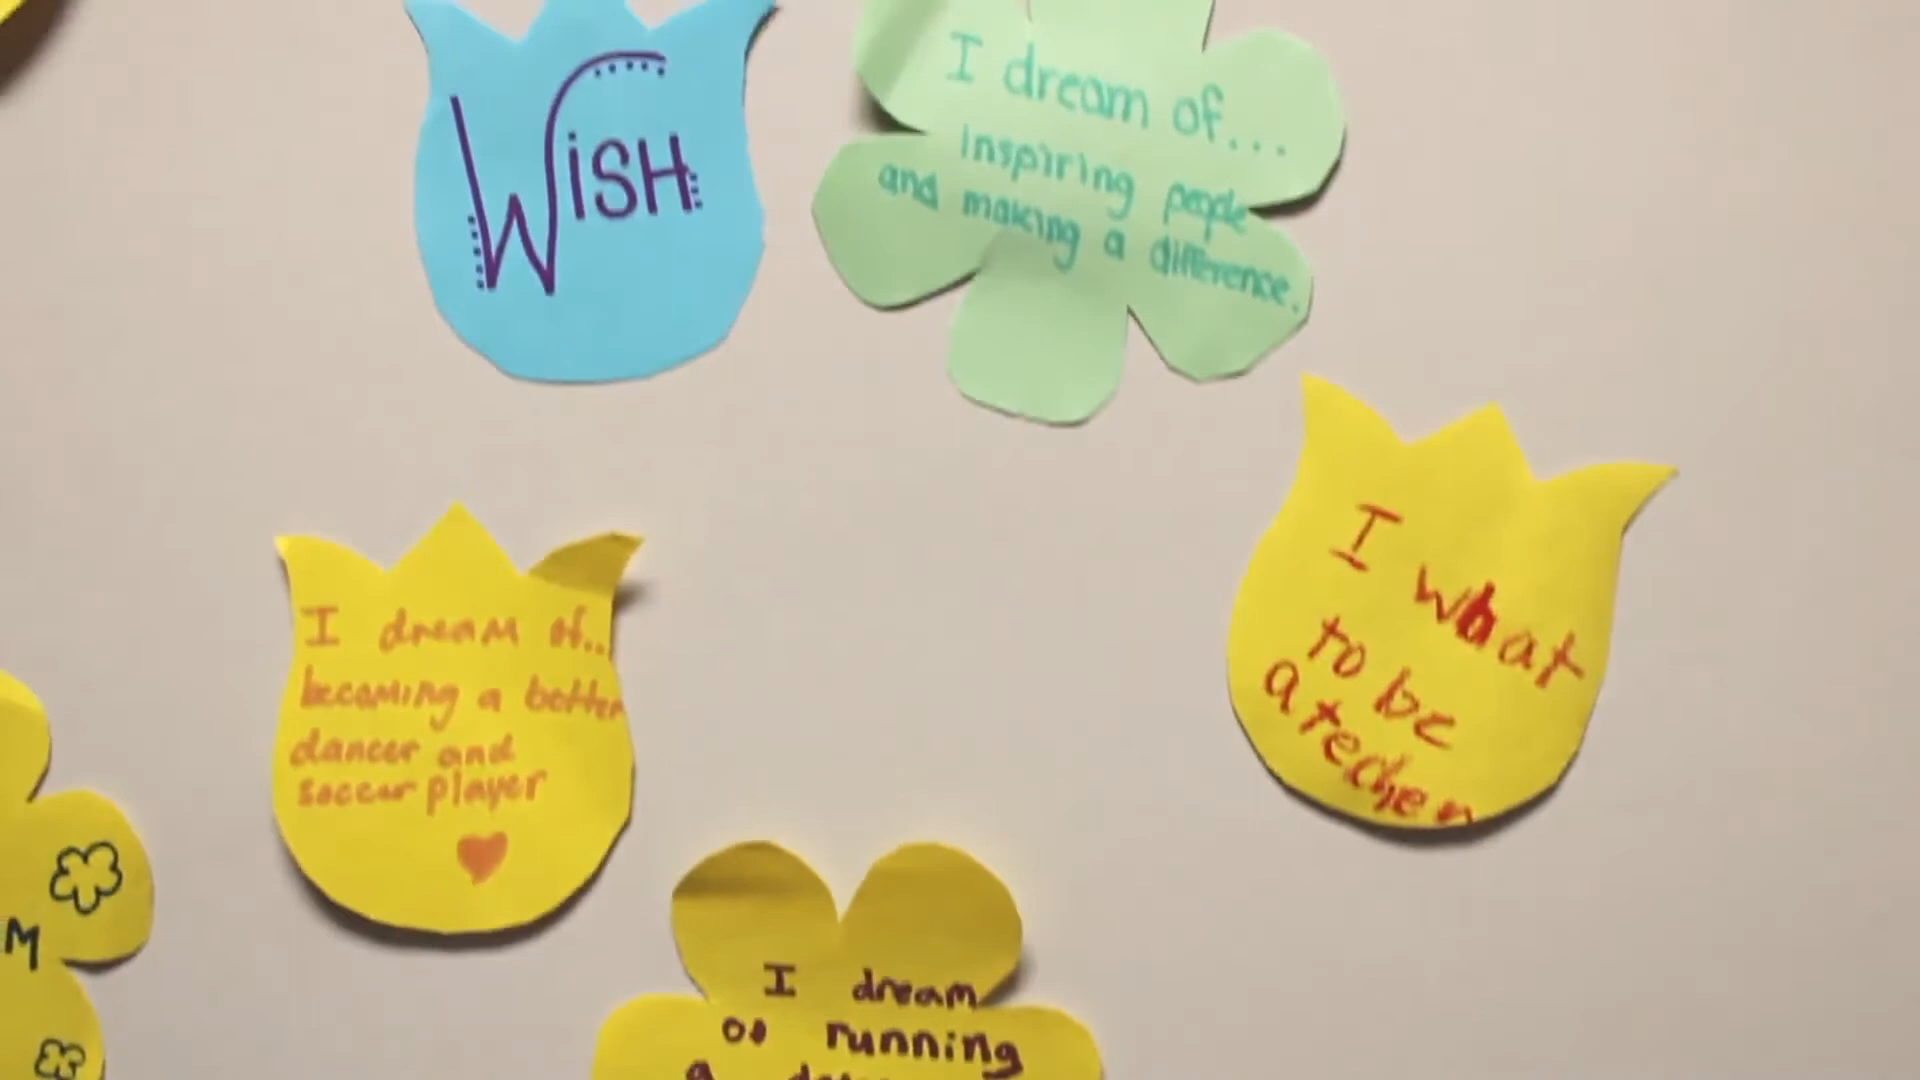 WISH
I dream of...
inspiring people
and making a difference.
I dream of...
becoming a better
dancer and
soccer player
I what
to be
a techer
M
I dream
of running
a